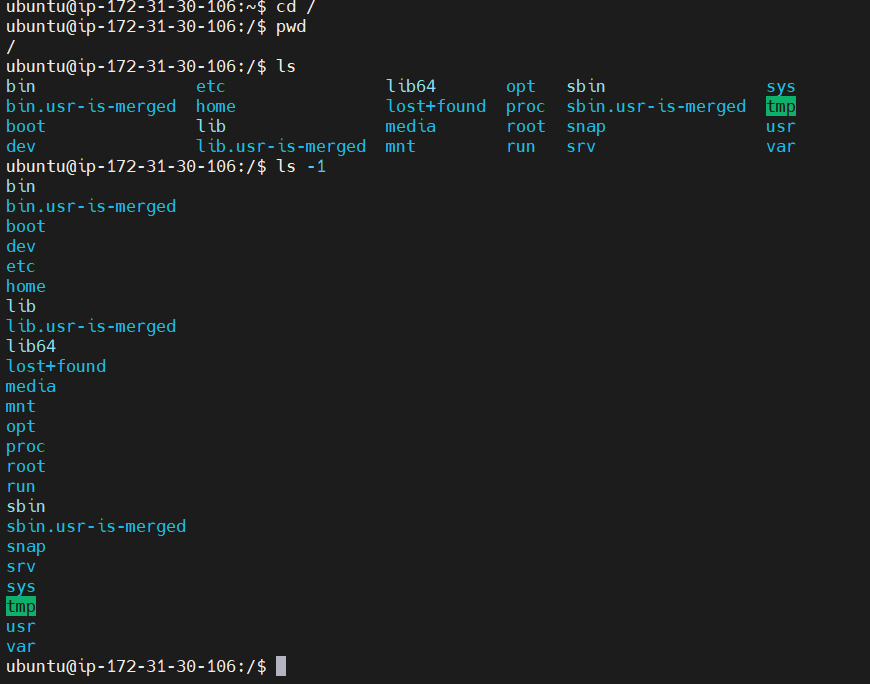 ubuntu@ip-172-31-30-106:~$ cd /
ubuntu@ip-172-31-30-106:/$ pwd
/
ubuntu@ip-172-31-30-106:/$ ls
bin                etc                lib64       opt   sbin               sys
bin.usr-is-merged  home               lost+found  proc  sbin.usr-is-merged  tmp
boot               lib                media       root  snap               usr
dev                lib.usr-is-merged  mnt         run   srv                var
ubuntu@ip-172-31-30-106:/$ ls -1
bin
bin.usr-is-merged
boot
dev
etc
home
lib
lib.usr-is-merged
lib64
lost+found
media
mnt
opt
proc
root
run
sbin
sbin.usr-is-merged
snap
srv
sys
tmp
usr
var
ubuntu@ip-172-31-30-106:/$